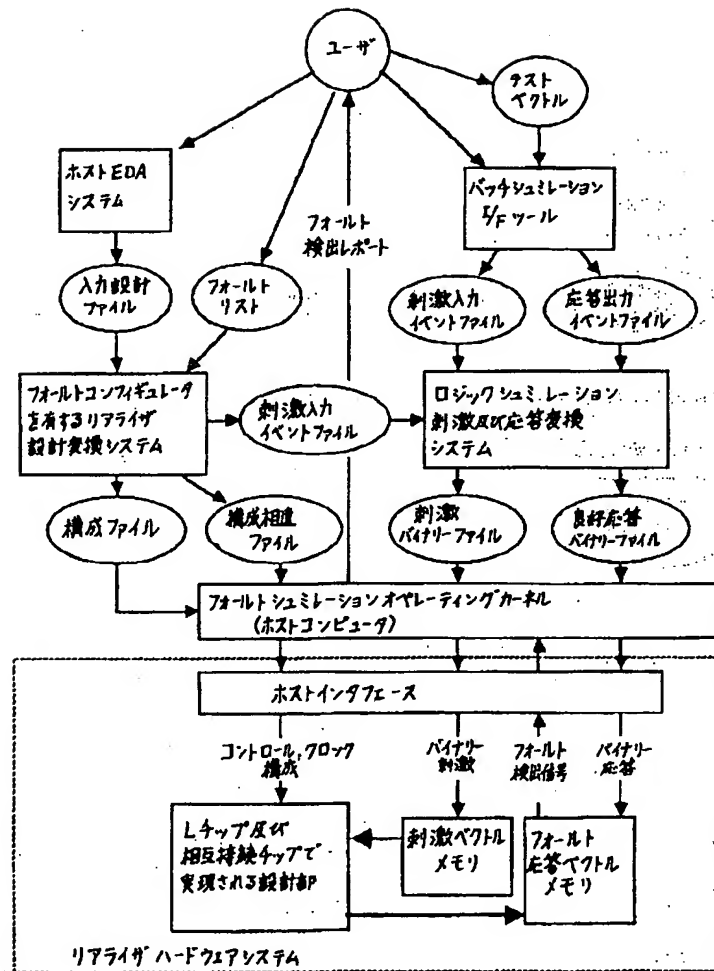 ユーザ
テスト
ベクトル
ホストEDA
システム
バッチシュミレーション
I/Fツール
フォールト
検出レポート
入力設計
ファイル
フォールト
リスト
刺激入力
イベントファイル
応答出力
イベントファイル
フォールトコンフィギュレータ
を有するリアライザ
設計変換システム
刺激入力
イベントファイル
ロジックシュミレーション
刺激及び応答変換
システム
構成ファイル
構成相違
ファイル
刺激
バイナリーファイル
良好応答
バイナリーファイル
フォールトシュミレションオペレーティングカーネル
(ホストコンピュータ)
ホストインタフェース
コントロール,クロック
構成
バイナリー
刺激
フォールト
検出信号
バイナリー
応答
Lチップ及び
相互持続チップで
実現される設計部
刺激ベクトル
メモリ
フォールト
応答ベクトル
メモリ
リアライザハードウェアシステム